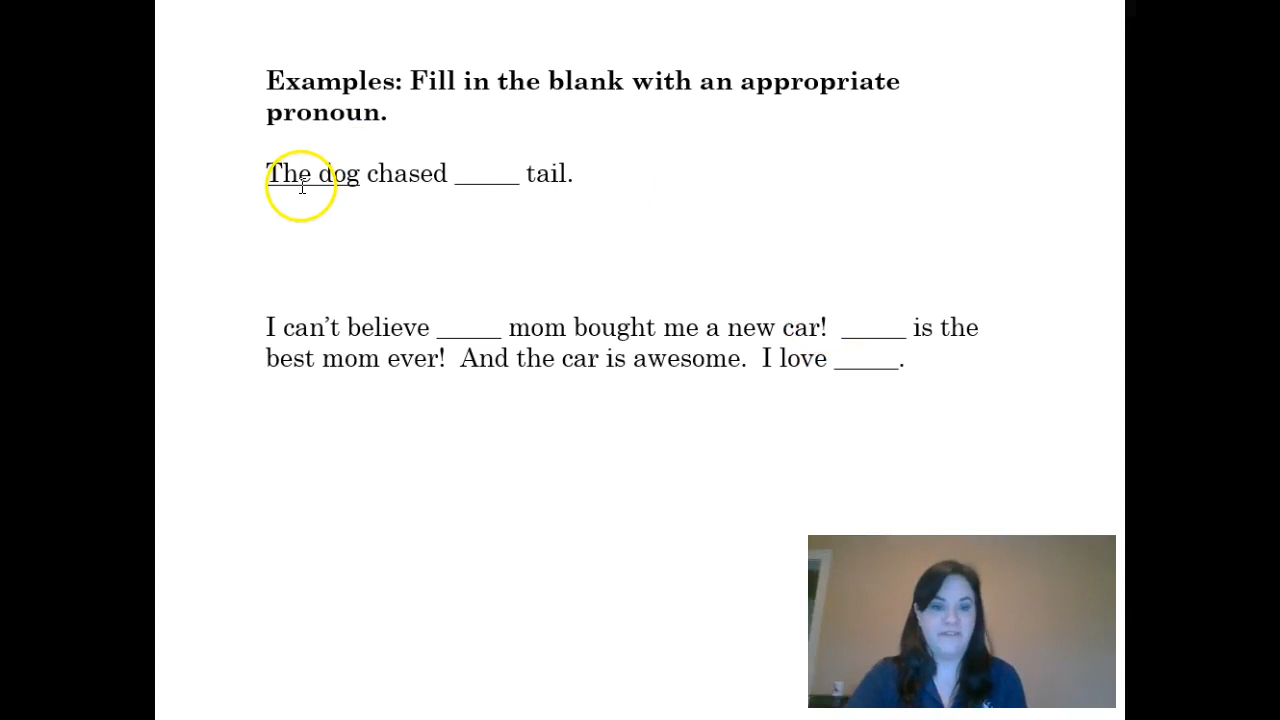 Examples: Fill in the blank with an appropriate
pronoun.
The dog chased _____ tail.
I can’t believe _____ mom bought me a new car!  _____ is the
best mom ever!  And the car is awesome.  I love _____.